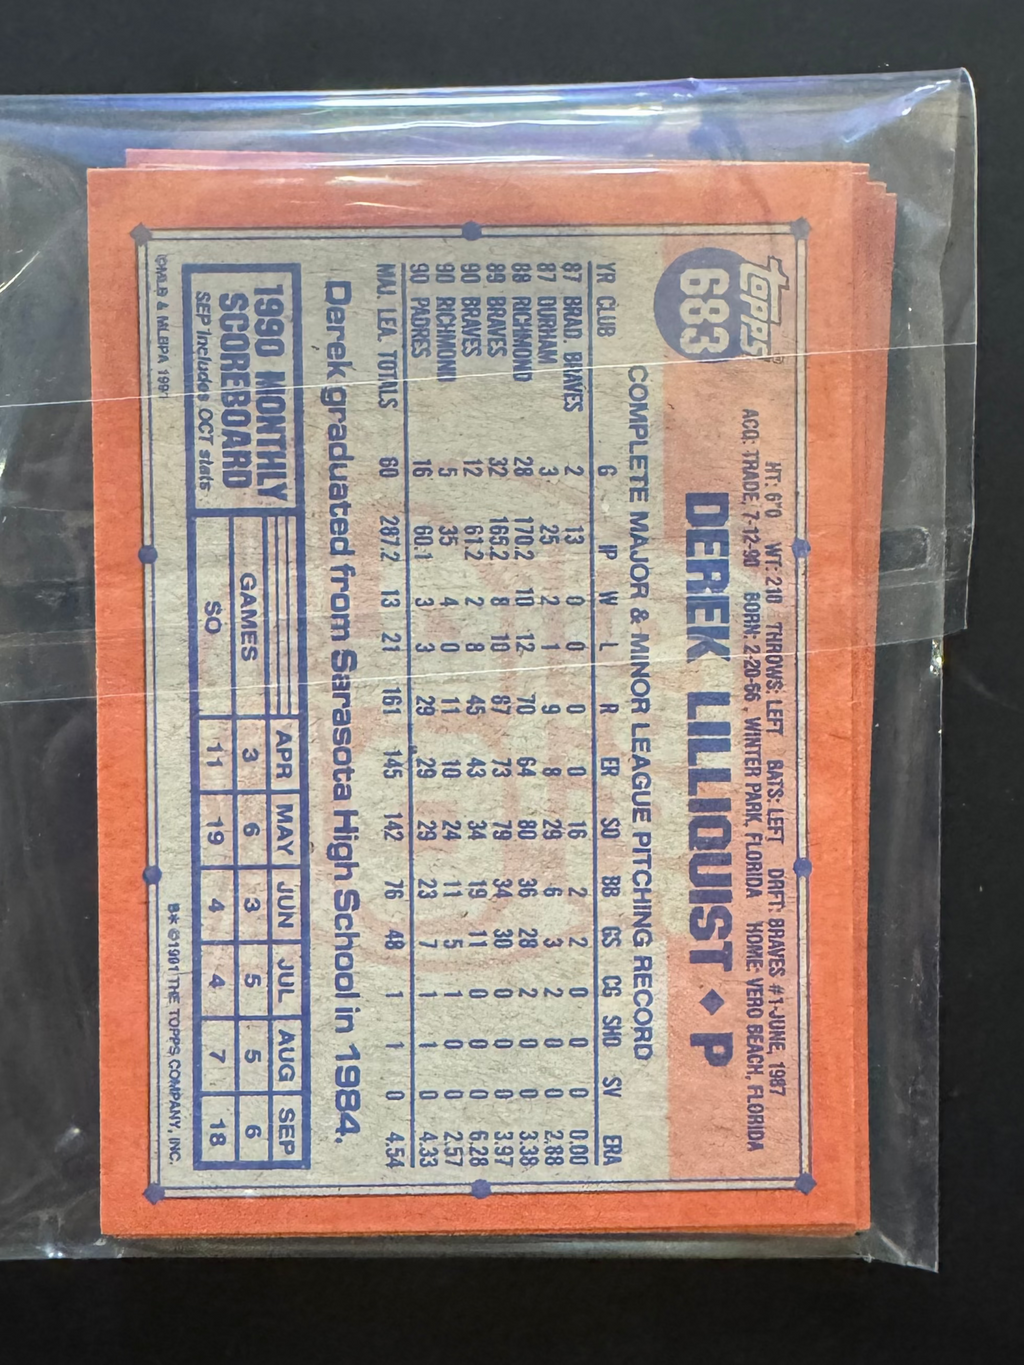 topps®
683
HT: 6'0 WT: 210 THROWS: LEFT BATS: LEFT DRFT: BRAVES #1-JUNE, 1987
ACQ: TRADE, 7-12-90 BORN: 2-20-66, WINTER PARK, FLORIDA HOME: VERO BEACH, FLORIDA
DEREK LILLIQUIST ♦ P
COMPLETE MAJOR & MINOR LEAGUE PITCHING RECORD
YR CLUB G IP W L R ER SO BB GS CG SHO SV ERA
87 BRAD. BRAVES 2 13 0 0 0 0 16 2 2 0 0 0 0.00
87 DURHAM 3 25 2 1 9 8 29 6 3 2 0 0 2.88
88 RICHMOND 28 170.2 10 12 70 64 80 36 28 2 0 0 3.38
89 BRAVES 32 165.2 8 10 87 73 79 34 30 0 0 0 3.97
90 BRAVES 12 61.2 2 8 45 43 34 19 11 0 0 0 6.28
90 RICHMOND 5 35 4 0 11 10 24 11 5 1 0 0 2.57
90 PADRES 16 60.1 3 3 29 29 29 23 7 1 1 0 4.33
MAJ. LEA. TOTALS 60 287.2 13 21 161 145 142 76 48 1 1 0 4.54
Derek graduated from Sarasota High School in 1984.
1990 MONTHLY
SCOREBOARD
SEP includes OCT stats
APR MAY JUN JUL AUG SEP
GAMES 3 6 3 5 5 6
SO 11 19 4 4 7 18
©MLB & MLBPA 1991
B* ©1991 THE TOPPS COMPANY, INC.